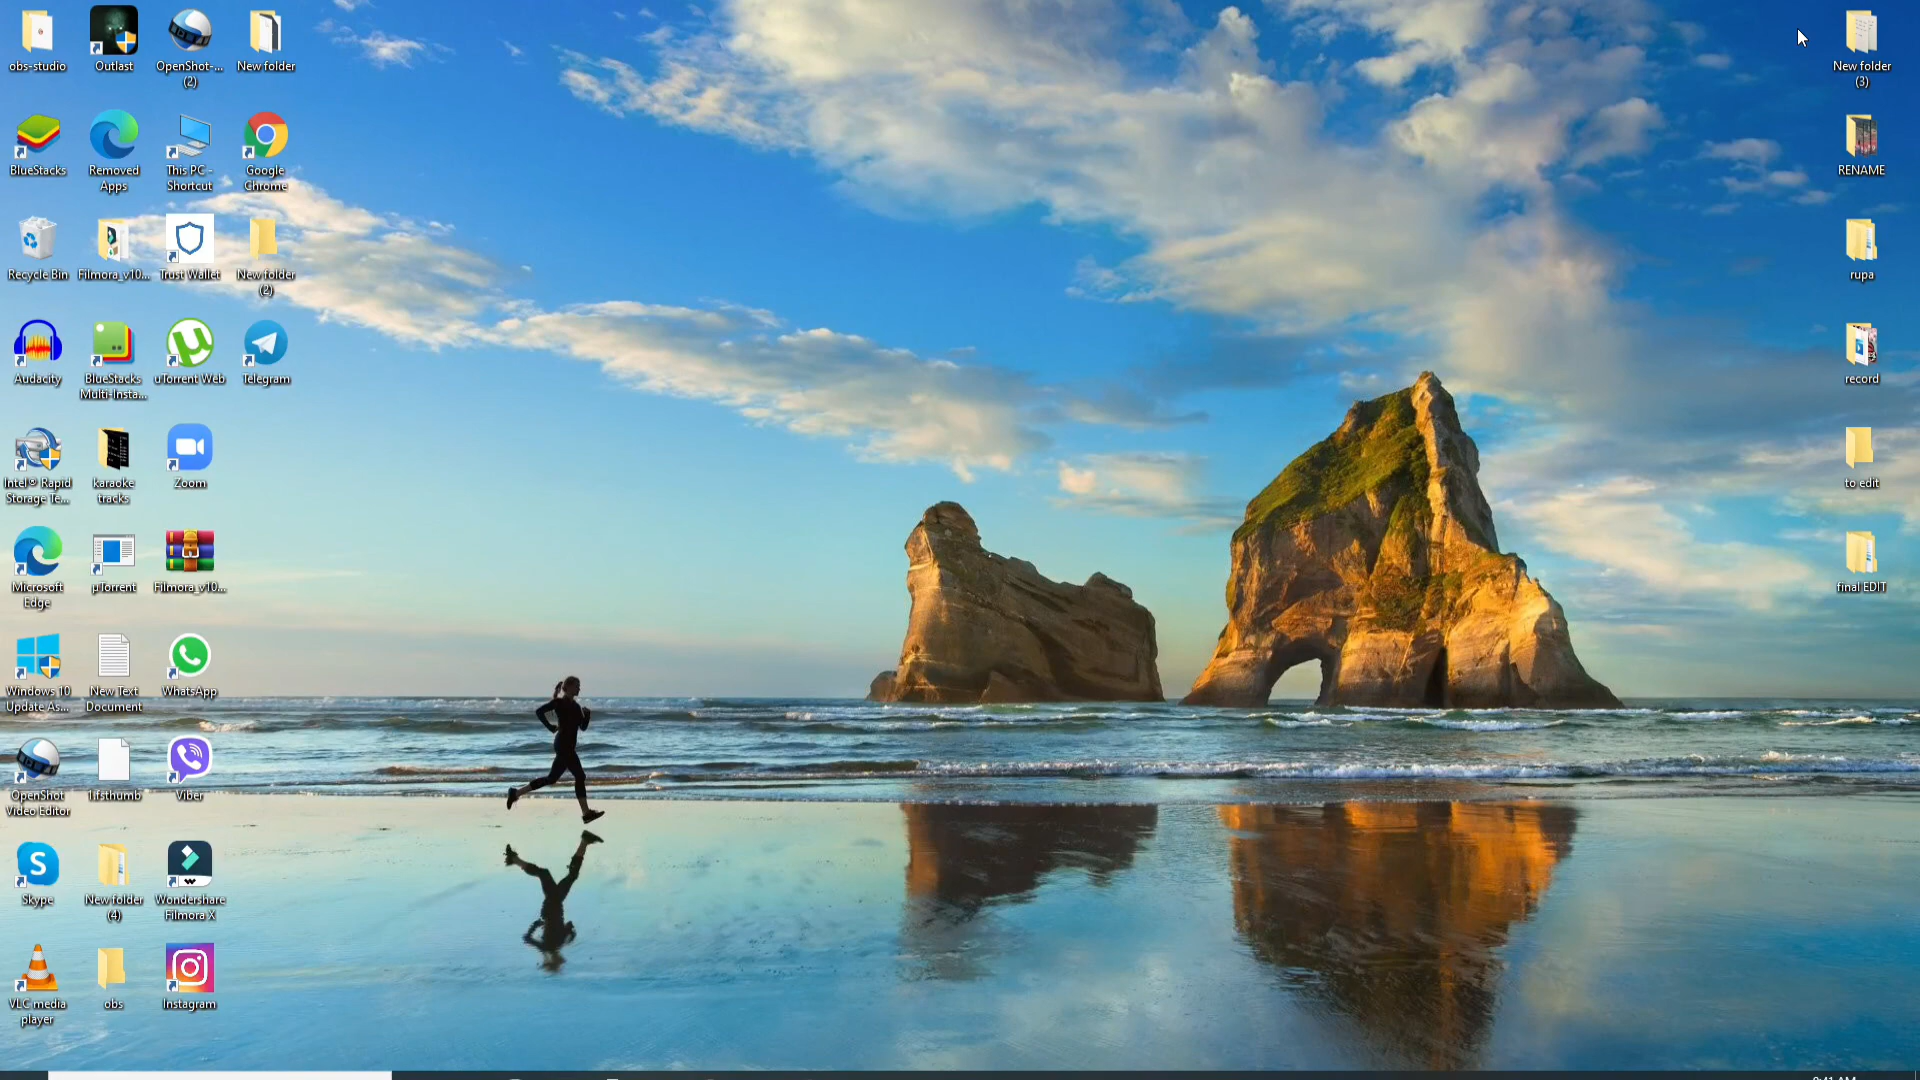 obs-studio
Outlast
OpenShot-...
(2)
New folder
New folder
(3)
BlueStacks
Removed
Apps
This PC -
Shortcut
Google
Chrome
RENAME
Recycle Bin
Filmora_v10...
Trust Wallet
New folder
(2)
rupa
Audacity
BlueStacks
Multi-Insta...
uTorrent Web
Telegram
record
Intel® Rapid
Storage Te...
karaoke
tracks
Zoom
to edit
Microsoft
Edge
µTorrent
Filmora_v10...
final EDIT
Windows 10
Update As...
New Text
Document
WhatsApp
OpenShot
Video Editor
1.ifsthumb
Viber
Skype
New folder
(4)
Wondershare
Filmora X
VLC media
player
obs
Instagram